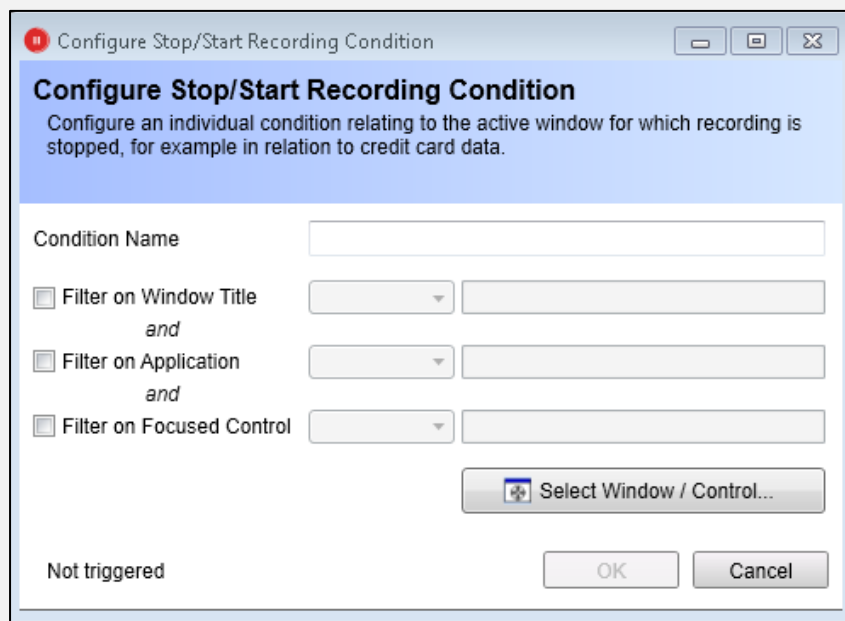 Configure Stop/Start Recording Condition
Configure Stop/Start Recording Condition
Configure an individual condition relating to the active window for which recording is
stopped, for example in relation to credit card data.
Condition Name
Filter on Window Title
and
Filter on Application
and
Filter on Focused Control
Select Window / Control...
Not triggered
OK
Cancel